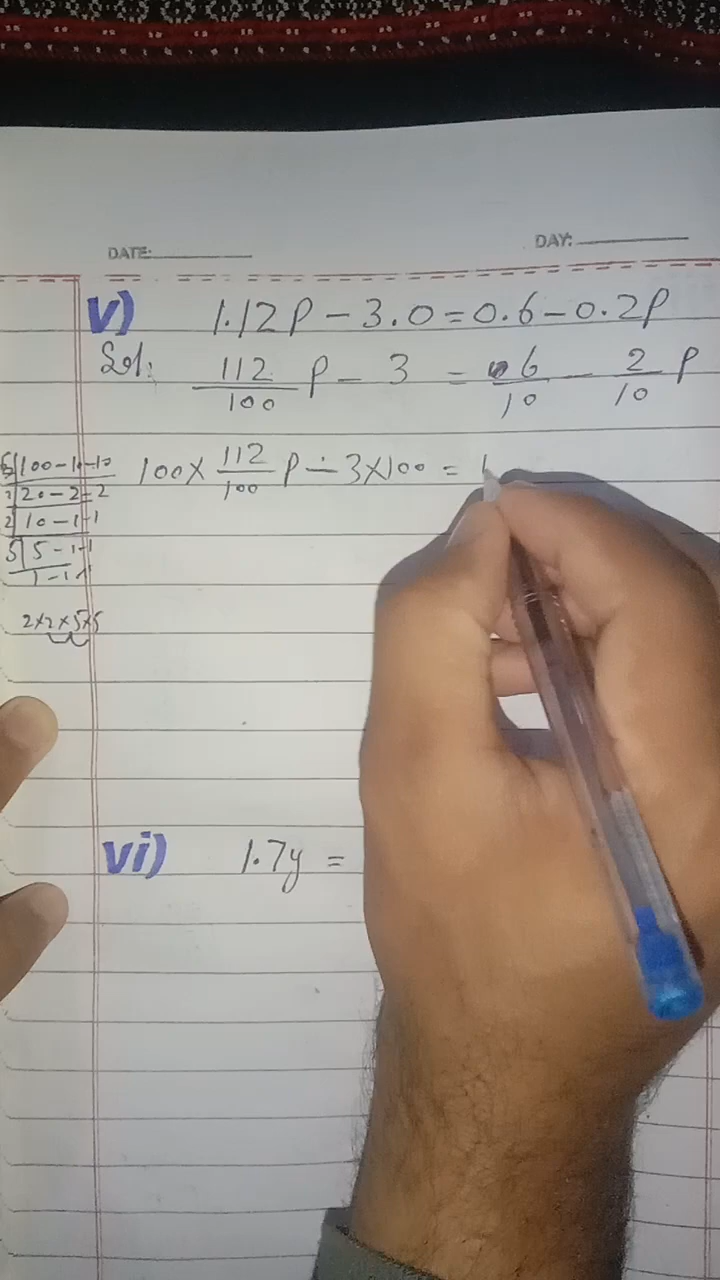 DATE: DAY:
v) 1.12P - 3.0 = 0.6 - 0.2P
Sol: 112/100 P - 3 = 6/10 - 2/10 P
100 × 112/100 P - 3×100 = 1
5|100-10-10
2|20-2-2
2|10-1-1
5|5-1-1
1-1-1
2×2×5×5
vi) 1.7y =